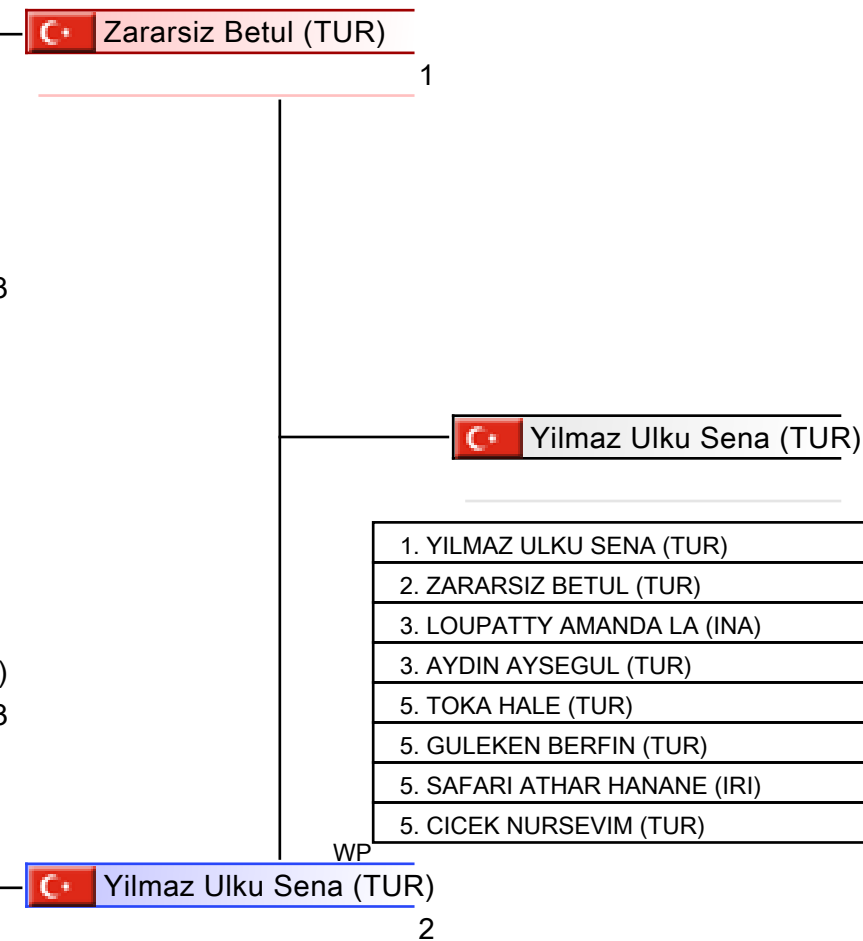 Zararsiz Betul (TUR)
1
3
Yilmaz Ulku Sena (TUR)
1. YILMAZ ULKU SENA (TUR)
2. ZARARSIZ BETUL (TUR)
3. LOUPATTY AMANDA LA (INA)
3. AYDIN AYSEGUL (TUR)
)
5. TOKA HALE (TUR)
3
5. GULEKEN BERFIN (TUR)
5. SAFARI ATHAR HANANE (IRI)
5. CICEK NURSEVIM (TUR)
WP
Yilmaz Ulku Sena (TUR)
2